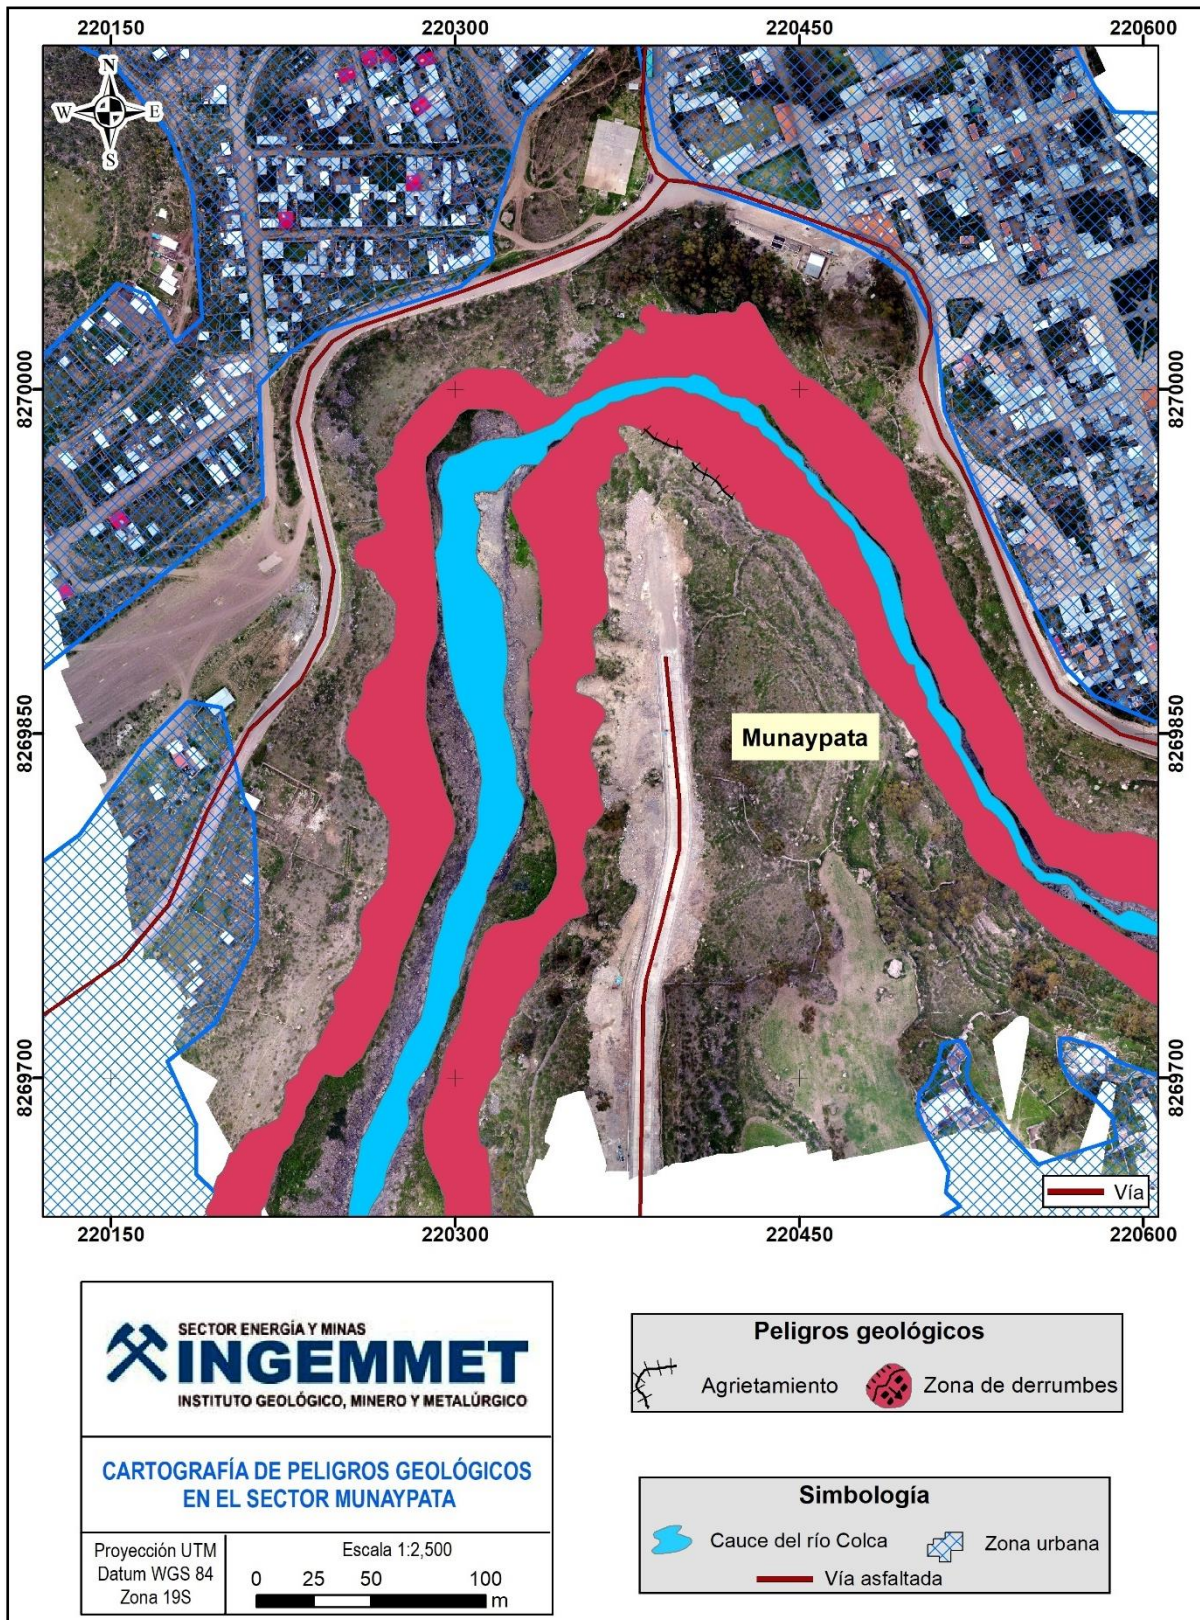 220150 220300 220450 220600
N
W E
S
8270000 8270000
8269850 8269850
Munaypata
8269700 8269700
Vía
220150 220300 220450 220600
SECTOR ENERGÍA Y MINAS
INGEMMET
INSTITUTO GEOLÓGICO, MINERO Y METALÚRGICO
CARTOGRAFÍA DE PELIGROS GEOLÓGICOS
EN EL SECTOR MUNAYPATA
Proyección UTM
Datum WGS 84
Zona 19S
Escala 1:2,500
0 25 50 100
m
Peligros geológicos
Agrietamiento Zona de derrumbes
Simbología
Cauce del río Colca Zona urbana
Vía asfaltada